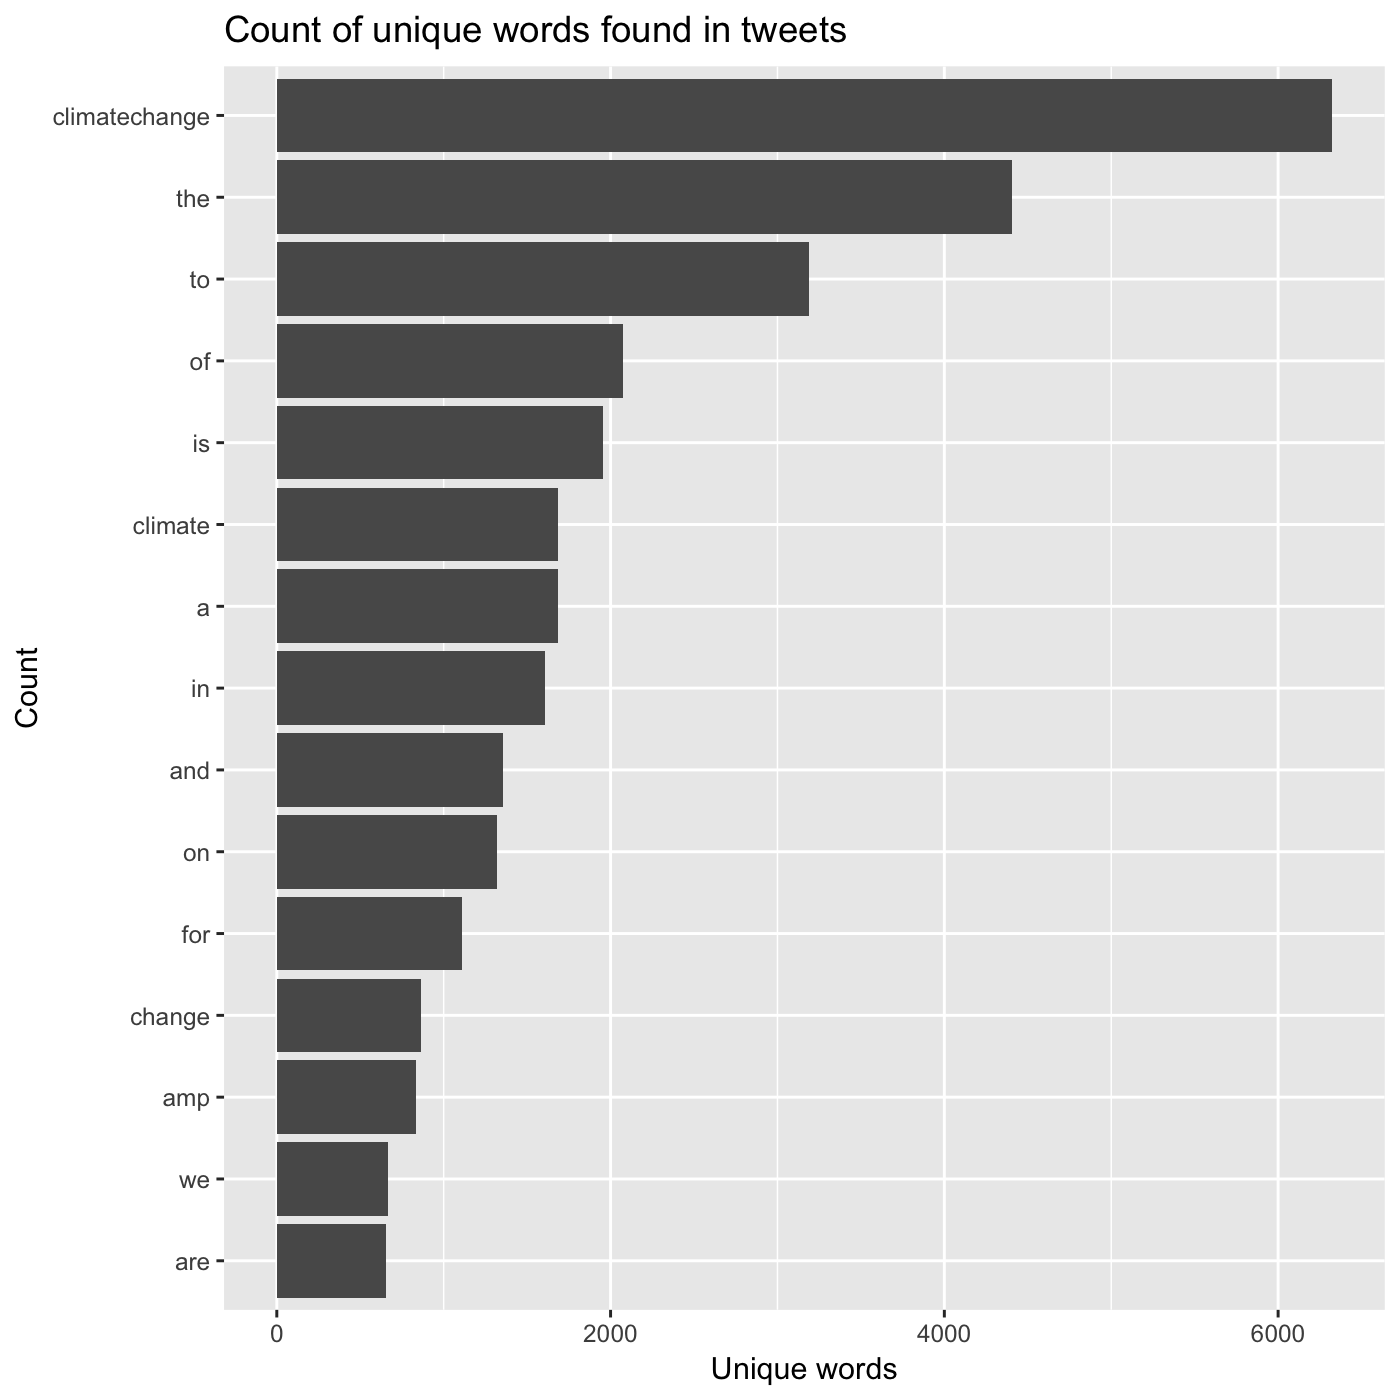 Count of unique words found in tweets
climatechange
the
to
of
is
climate
a
in
and
on
for
change
amp
we
are
Count
0 2000 4000 6000
Unique words